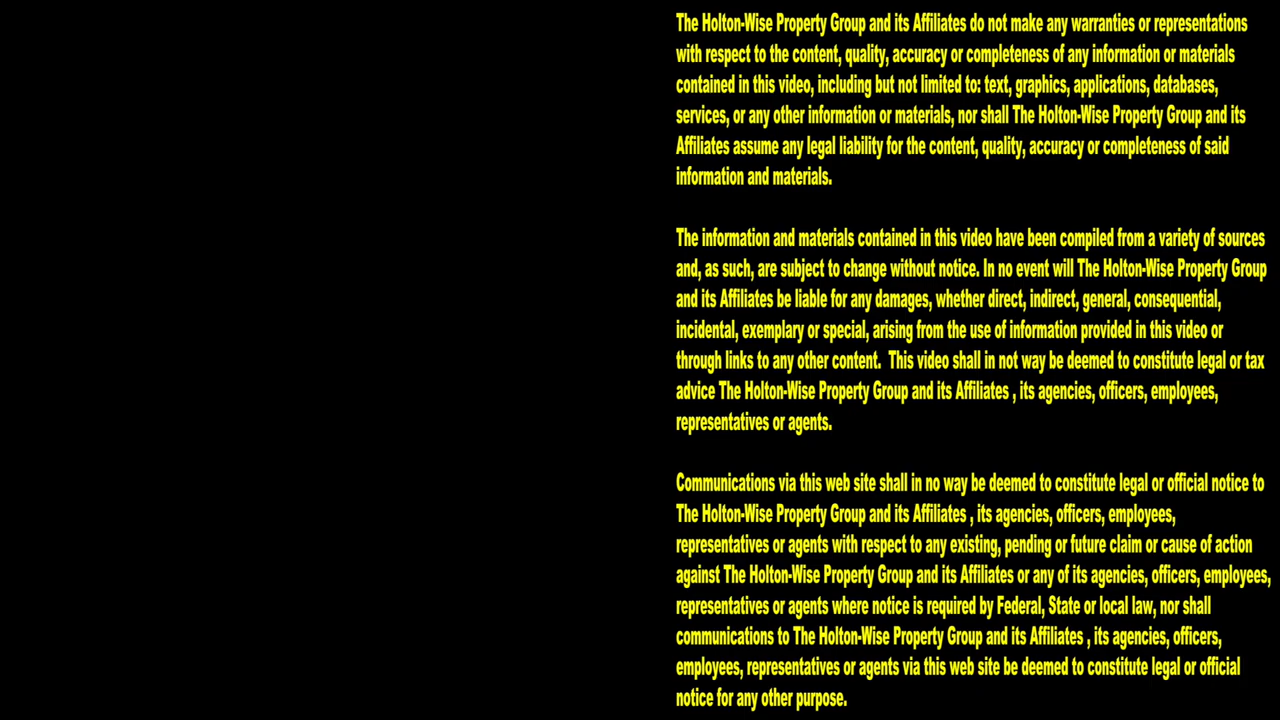 The Holton-Wise Property Group and its Affiliates do not make any warranties or representations
with respect to the content, quality, accuracy or completeness of any information or materials
contained in this video, including but not limited to: text, graphics, applications, databases,
services, or any other information or materials, nor shall The Holton-Wise Property Group and its
Affiliates assume any legal liability for the content, quality, accuracy or completeness of said
information and materials.
The information and materials contained in this video have been compiled from a variety of sources
and, as such, are subject to change without notice. In no event will The Holton-Wise Property Group
and its Affiliates be liable for any damages, whether direct, indirect, general, consequential,
incidental, exemplary or special, arising from the use of information provided in this video or
through links to any other content.  This video shall in not way be deemed to constitute legal or tax
advice The Holton-Wise Property Group and its Affiliates , its agencies, officers, employees,
representatives or agents.
Communications via this web site shall in no way be deemed to constitute legal or official notice to
The Holton-Wise Property Group and its Affiliates , its agencies, officers, employees,
representatives or agents with respect to any existing, pending or future claim or cause of action
against The Holton-Wise Property Group and its Affiliates or any of its agencies, officers, employees,
representatives or agents where notice is required by Federal, State or local law, nor shall
communications to The Holton-Wise Property Group and its Affiliates , its agencies, officers,
employees, representatives or agents via this web site be deemed to constitute legal or official
notice for any other purpose.